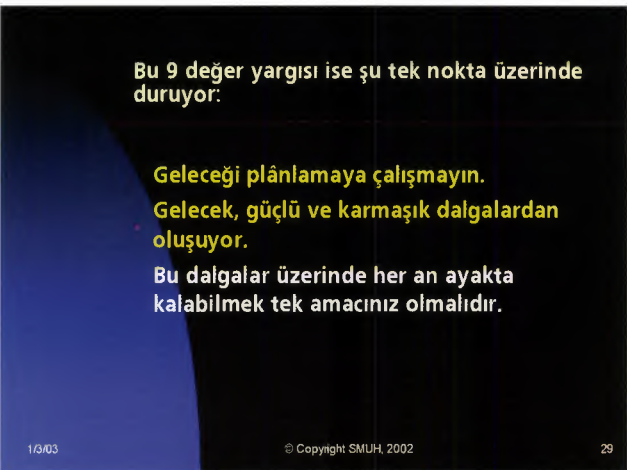 Bu 9 değer yargısı ise şu tek nokta üzerinde
duruyor:
Geleceği plânlamaya çalışmayın.
Gelecek, güçlü ve karmaşık dalgalardan
oluşuyor.
Bu dalgalar üzerinde her an ayakta
kalabilmek tek amacınız olmalıdır.
1/3/03
© Copyright SMUH, 2002
29